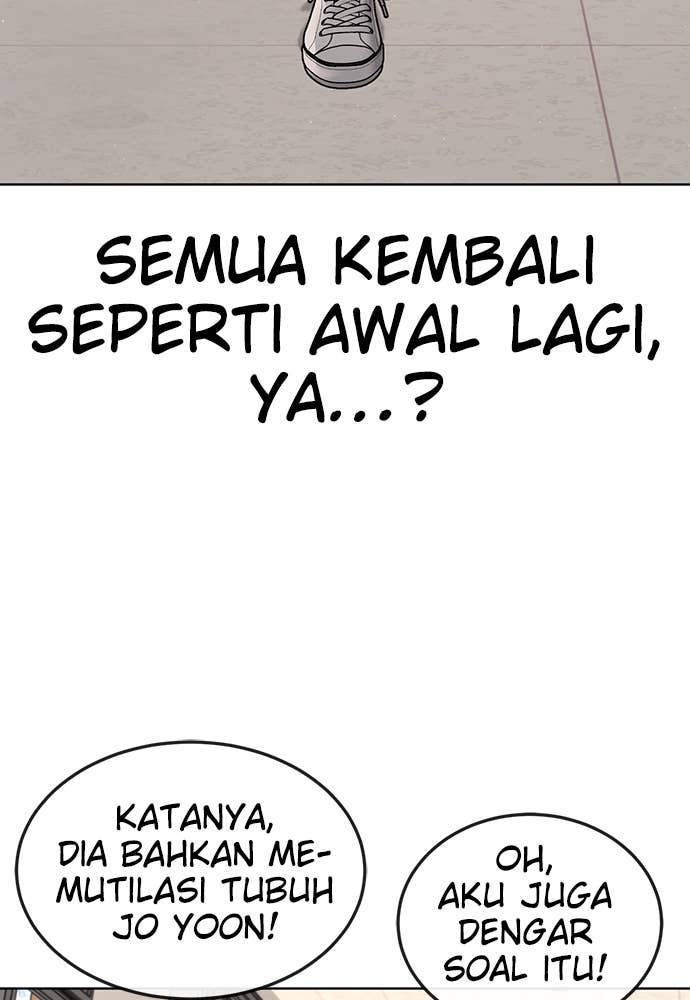 SEMUA KEMBALI
SEPERTI AWAL LAGI,
YA...?
KATANYA,
DIA BAHKAN ME-
MUTILASI TUBUH
JO YOON!
OH,
AKU JUGA
DENGAR
SOAL ITU!